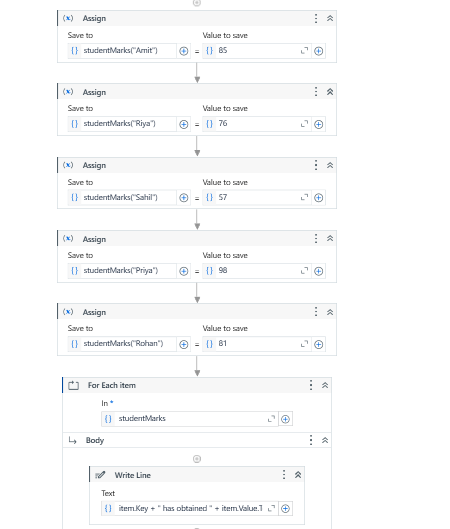 Assign
Save to Value to save
studentMarks("Amit") = 85
Assign
Save to Value to save
studentMarks("Riya") = 76
Assign
Save to Value to save
studentMarks("Sahil") = 57
Assign
Save to Value to save
studentMarks("Priya") = 98
Assign
Save to Value to save
studentMarks("Rohan") = 81
For Each item
In *
studentMarks
Body
Write Line
Text
item.Key + " has obtained " + item.Value.T